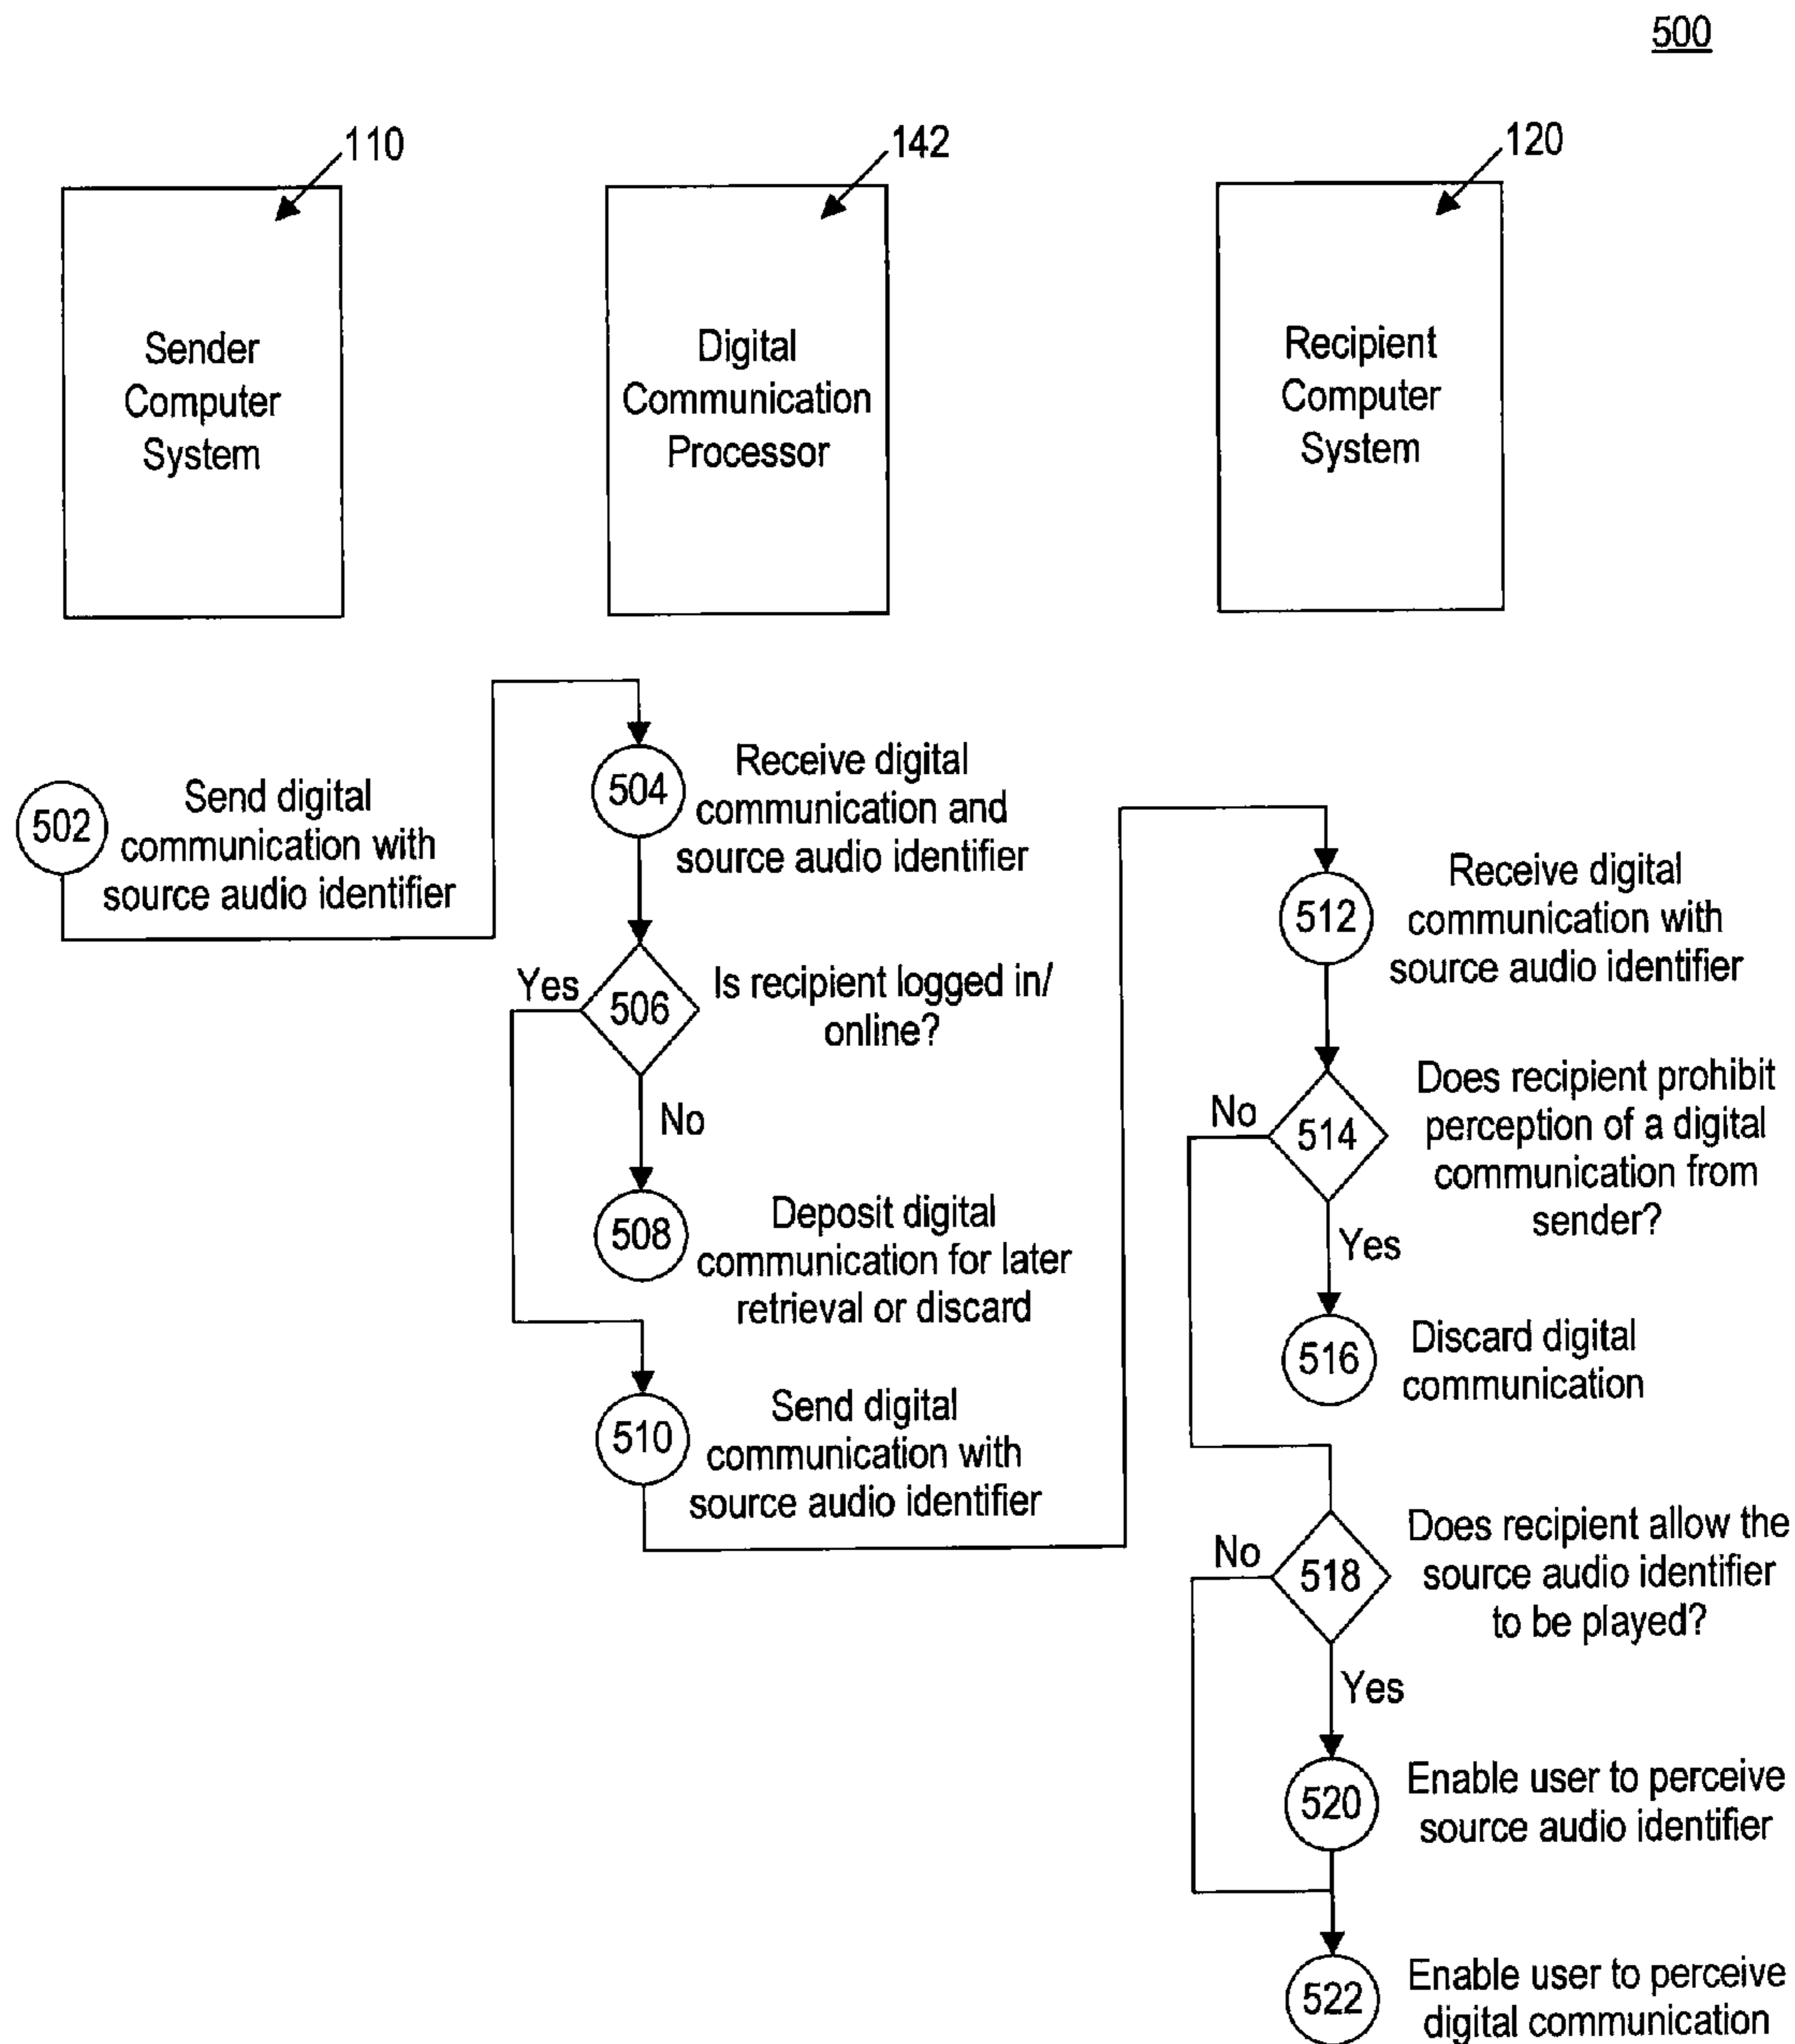 500
110
142
120
Sender
Computer
System
Digital
Communication
Processor
Recipient
Computer
System
502
Send digital
communication with
source audio identifier
504
Receive digital
communication and
source audio identifier
506
Is recipient logged in/
online?
Yes
No
508
Deposit digital
communication for later
retrieval or discard
510
Send digital
communication with
source audio identifier
512
Receive digital
communication with
source audio identifier
514
Does recipient prohibit
perception of a digital
communication from
sender?
No
Yes
516
Discard digital
communication
518
Does recipient allow the
source audio identifier
to be played?
No
Yes
520
Enable user to perceive
source audio identifier
522
Enable user to perceive
digital communication